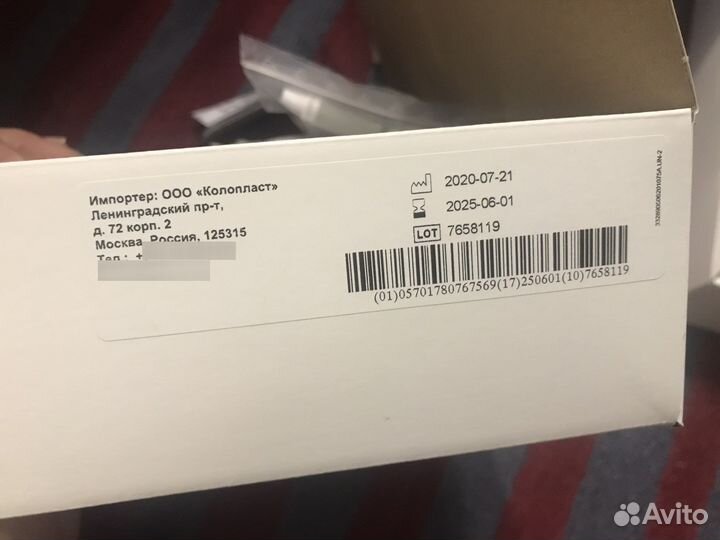 Импортер: ООО «Колопласт»
Ленинградский пр-т,
д. 72 корп. 2
Москва, Россия, 125315
Тел.: +
2020-07-21
2025-06-01
LOT 7658119
(01)05701780767569(17)250601(10)7658119
Avito